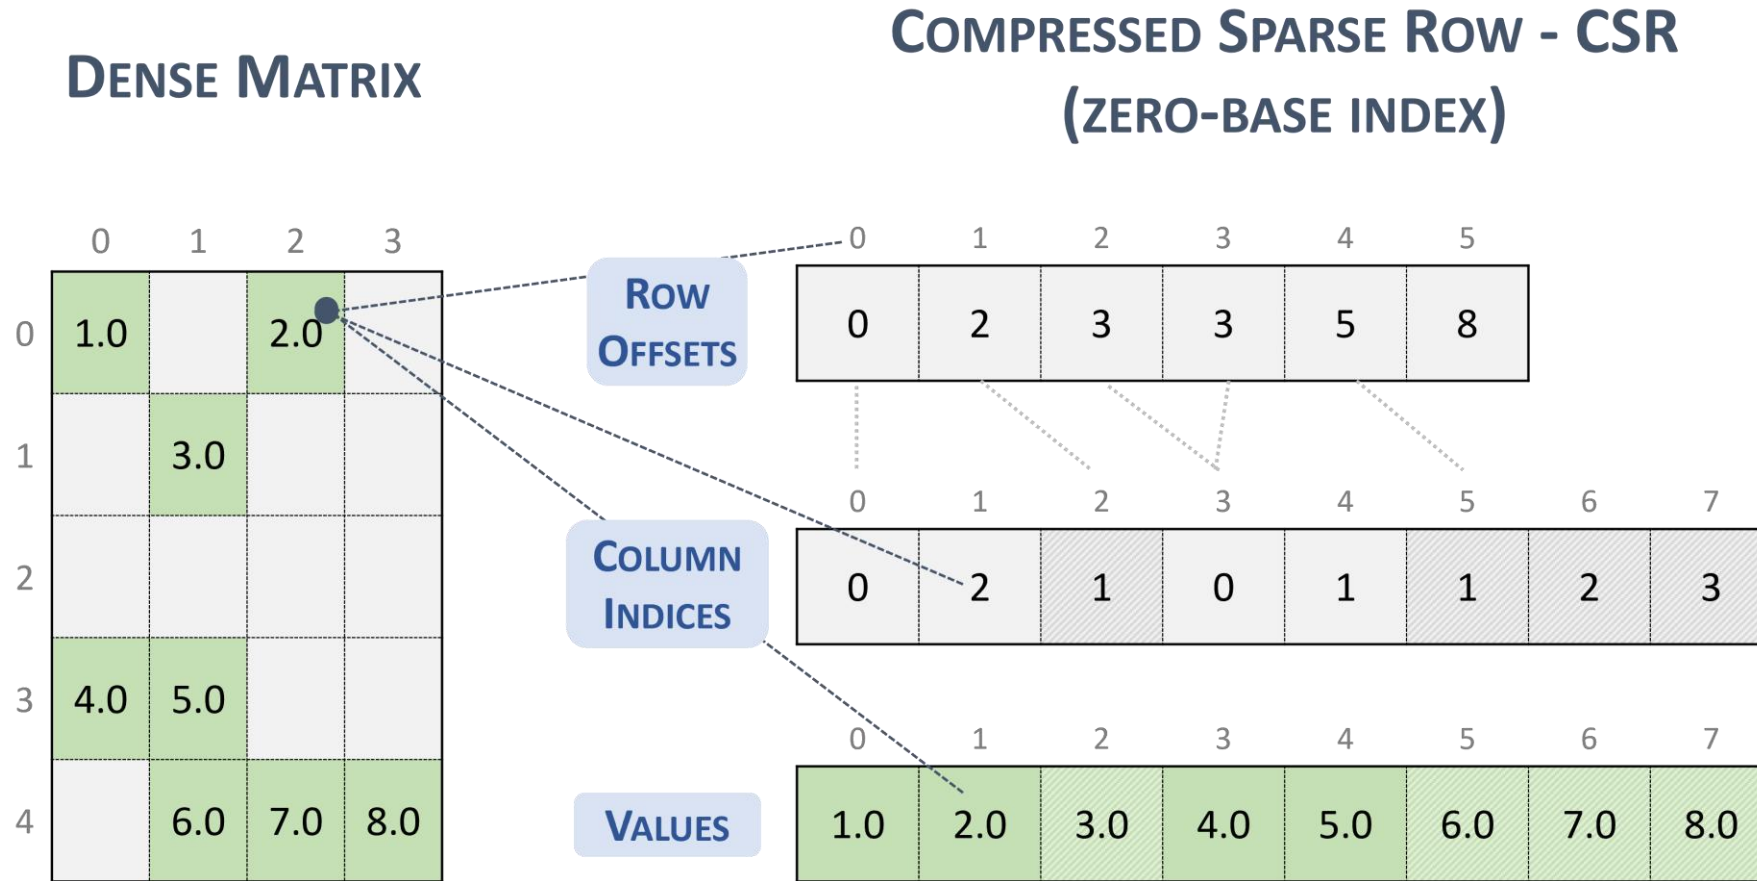 DENSE MATRIX
COMPRESSED SPARSE ROW - CSR
(ZERO-BASE INDEX)
0 1 2 3
0 1.0 2.0
1 3.0
2
3 4.0 5.0
4 6.0 7.0 8.0
0 1 2 3 4 5
ROW
OFFSETS
0 2 3 3 5 8
0 1 2 3 4 5 6 7
COLUMN
INDICES
0 2 1 0 1 1 2 3
0 1 2 3 4 5 6 7
VALUES
1.0 2.0 3.0 4.0 5.0 6.0 7.0 8.0